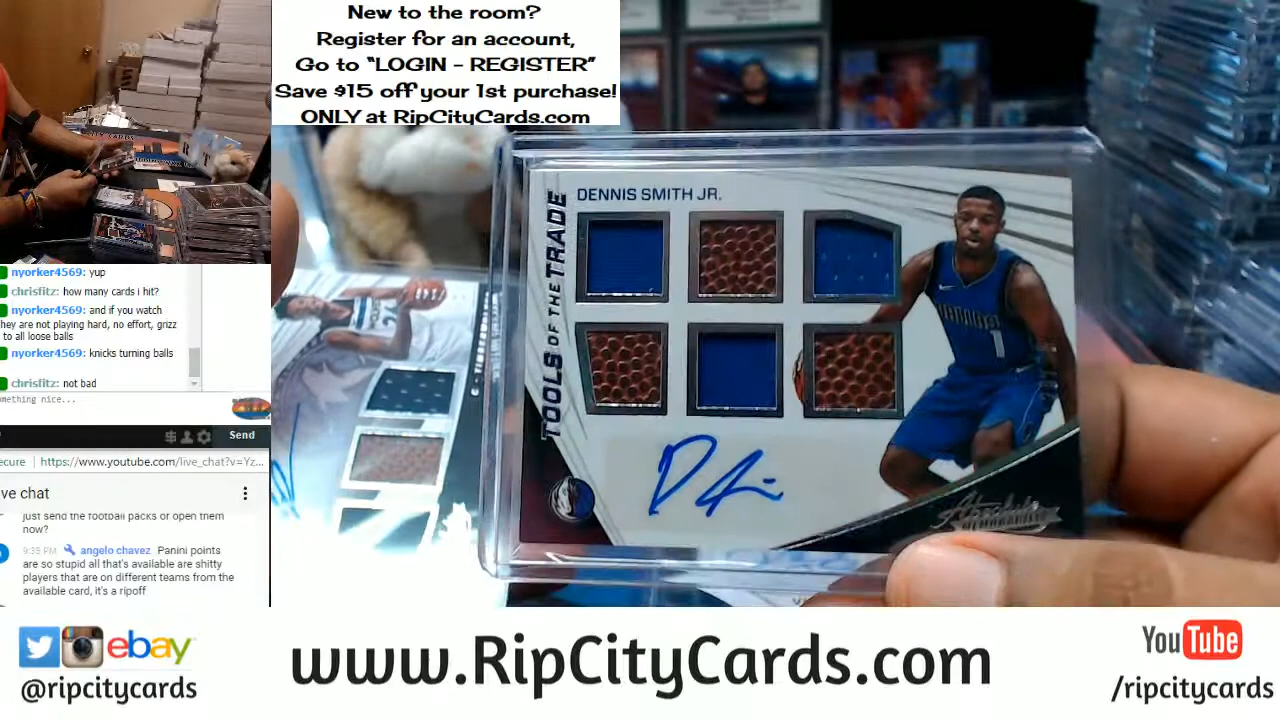 New to the room?
Register for an account,
Go to “LOGIN - REGISTER”
Save $15 off your 1st purchase!
ONLY at RipCityCards.com
nyorker4569: yup
chrisfitz: how many cards i hit?
nyorker4569: and if you watch
hey are not playing hard, no effort, grizz
to all loose balls
nyorker4569: knicks turning balls
chrisfitz: not bad
omething nice...
Send
ecure | https://www.youtube.com/live_chat?v=Yz...
ve chat
just send the football packs or open them
now?
9:35 PM angelo chavez Panini points
are so stupid all that's available are shitty
players that are on different teams from the
available card, it's a ripoff
DENNIS SMITH JR.
TOOLS OF THE TRADE
1
Absolute
MEMORABILIA
ebay
@ripcitycards
www.RipCityCards.com
YouTube
/ripcitycards